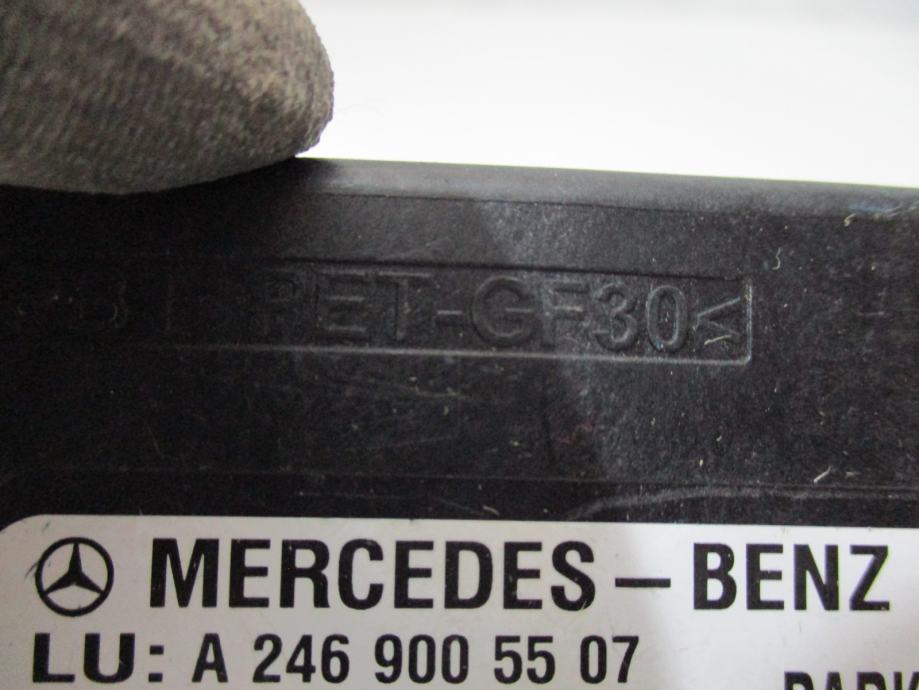 PET-GF30<
MERCEDES-BENZ
LU: A 246 900 55 07